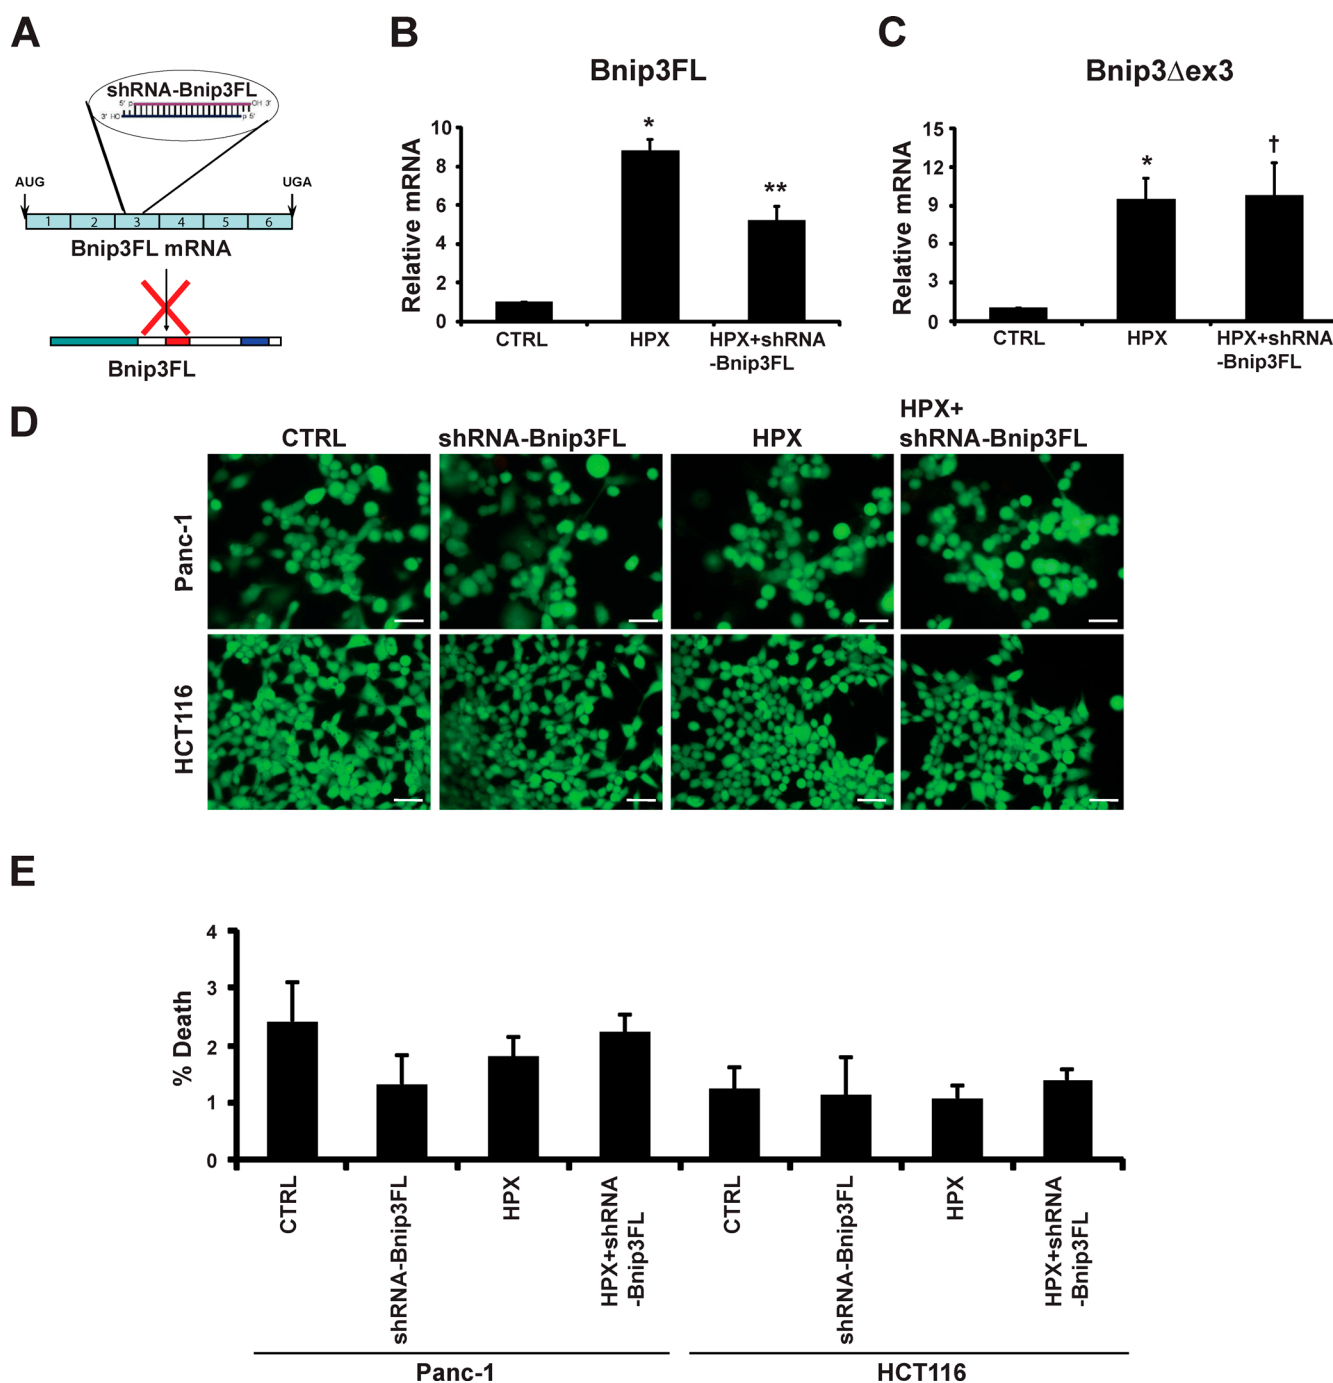 A
shRNA-Bnip3FL
5' p OH 3'
3' HO p 5'
AUG UGA
1 2 3 4 5 6
Bnip3FL mRNA
Bnip3FL
B
Bnip3FL
Relative mRNA
10
8
6
4
2
0
*
**
CTRL HPX HPX+shRNA
-Bnip3FL
C
Bnip3Δex3
Relative mRNA
15
12
9
6
3
0
*
†
CTRL HPX HPX+shRNA
-Bnip3FL
D
HPX+
CTRL shRNA-Bnip3FL HPX shRNA-Bnip3FL
Panc-1
HCT116
E
% Death
4
3
2
1
0
CTRL
shRNA-Bnip3FL
HPX
HPX+shRNA
-Bnip3FL
CTRL
shRNA-Bnip3FL
HPX
HPX+shRNA
-Bnip3FL
Panc-1 HCT116